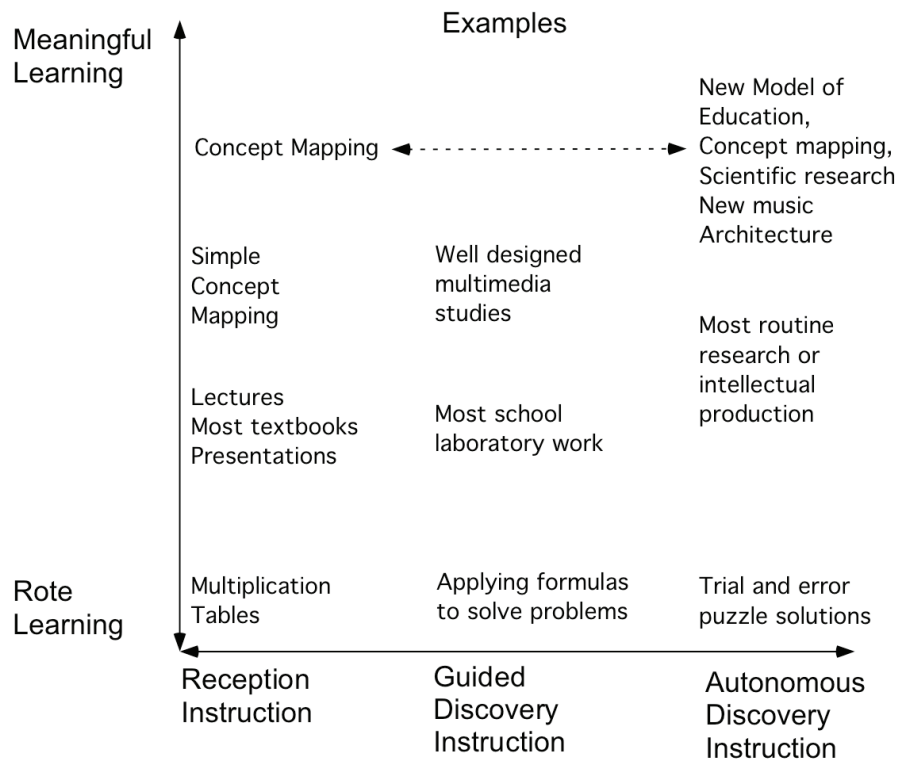 Examples
Meaningful
Learning
Concept Mapping
New Model of
Education,
Concept mapping,
Scientific research
New music
Architecture
Simple
Concept
Mapping
Well designed
multimedia
studies
Most routine
research or
intellectual
production
Lectures
Most textbooks
Presentations
Most school
laboratory work
Rote
Learning
Multiplication
Tables
Applying formulas
to solve problems
Trial and error
puzzle solutions
Reception
Instruction
Guided
Discovery
Instruction
Autonomous
Discovery
Instruction